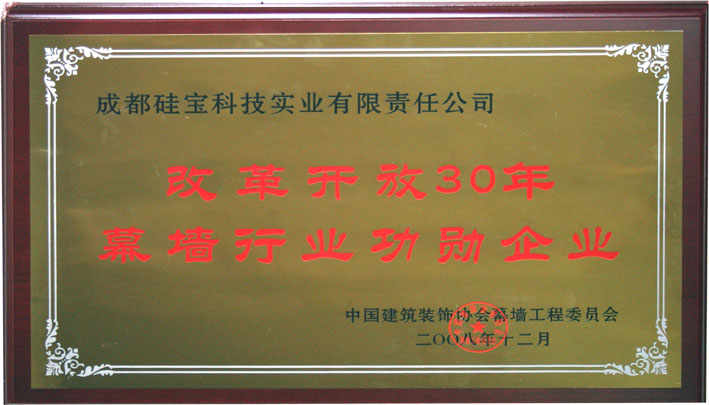 成都硅宝科技实业有限责任公司
改革开放30年
幕墙行业功勋企业
中国建筑装饰协会幕墙工程委员会
二〇〇八年十二月